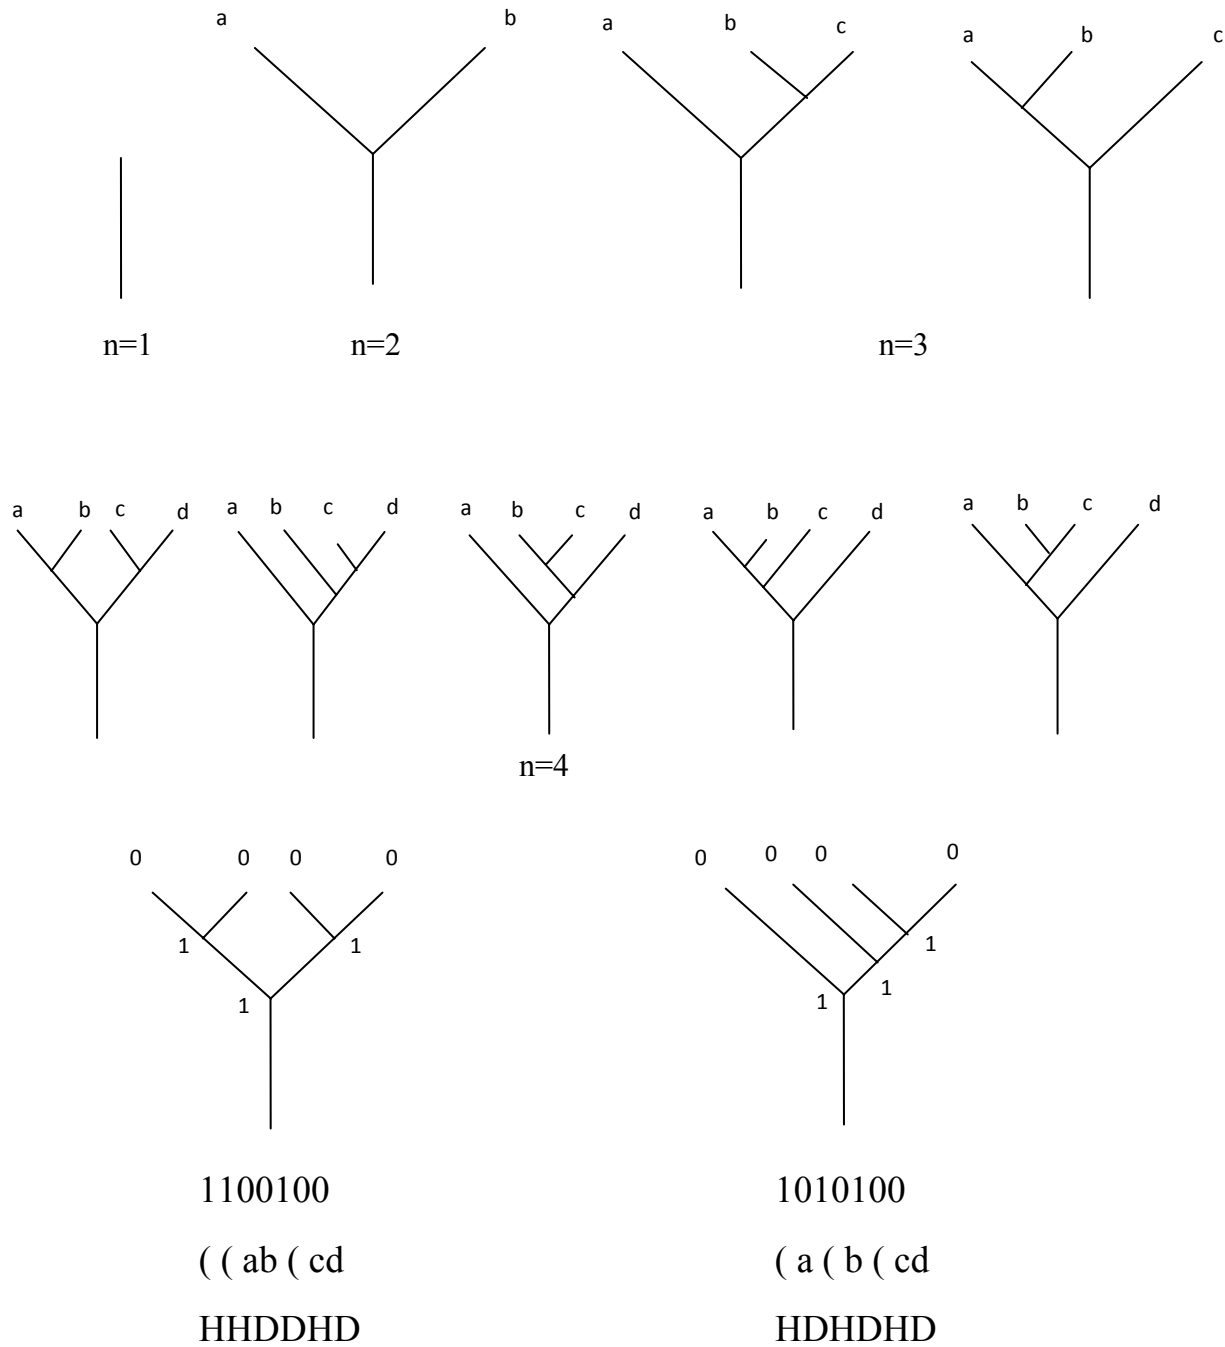 a b a b c a b c
n=1 n=2 n=3
a b c d a b c d a b c d a b c d a b c d
n=4
0 0 0 0 0 0 0 0
1 1 1
1 1 1
1100100 1010100
( ( ab ( cd ( a ( b ( cd
HHDDHD HDHDHD